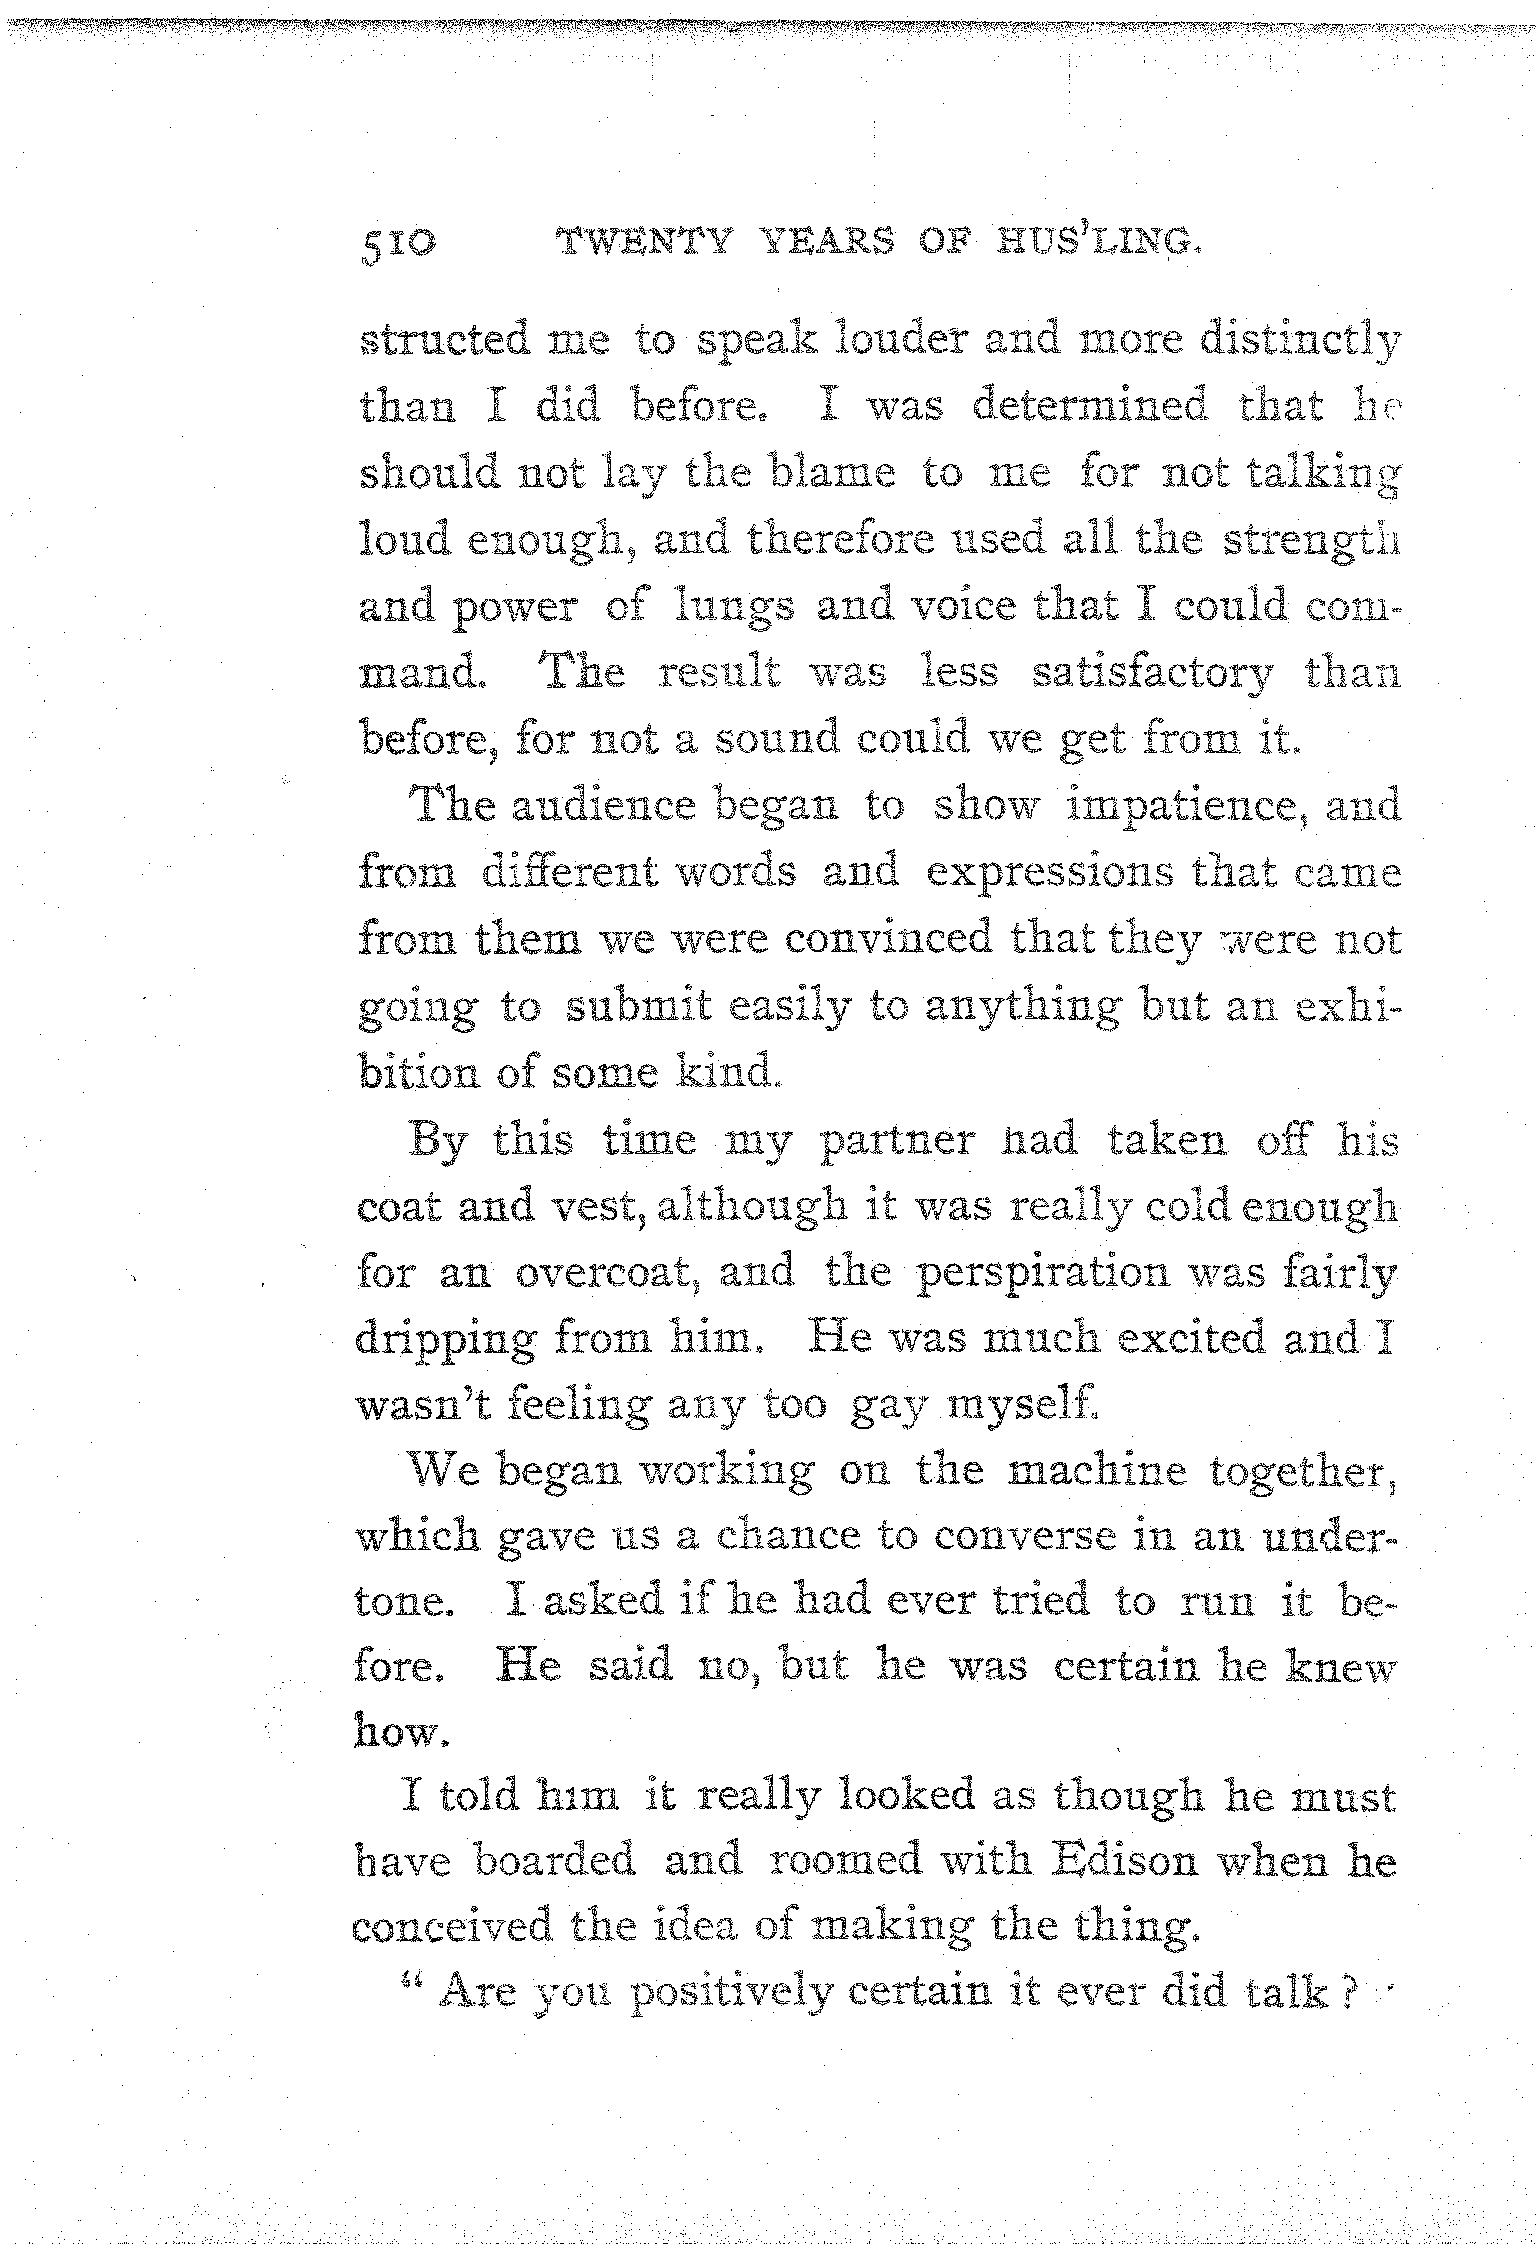 510 TWENTY YEARS OF HUS'LING.
structed me to speak louder and more distinctly
than I did before. I was determined that he
should not lay the blame to me for not talking
loud enough, and therefore used all the strength
and power of lungs and voice that I could com-
mand. The result was less satisfactory than
before, for not a sound could we get from it.
The audience began to show impatience, and
from different words and expressions that came
from them we were convinced that they were not
going to submit easily to anything but an exhi-
bition of some kind.
By this time my partner had taken off his
coat and vest, although it was really cold enough
for an overcoat, and the perspiration was fairly
dripping from him. He was much excited and I
wasn't feeling any too gay myself.
We began working on the machine together,
which gave us a chance to converse in an under-
tone. I asked if he had ever tried to run it be-
fore. He said no, but he was certain he knew
how.
I told him it really looked as though he must
have boarded and roomed with Edison when he
conceived the idea of making the thing.
“ Are you positively certain it ever did talk ?